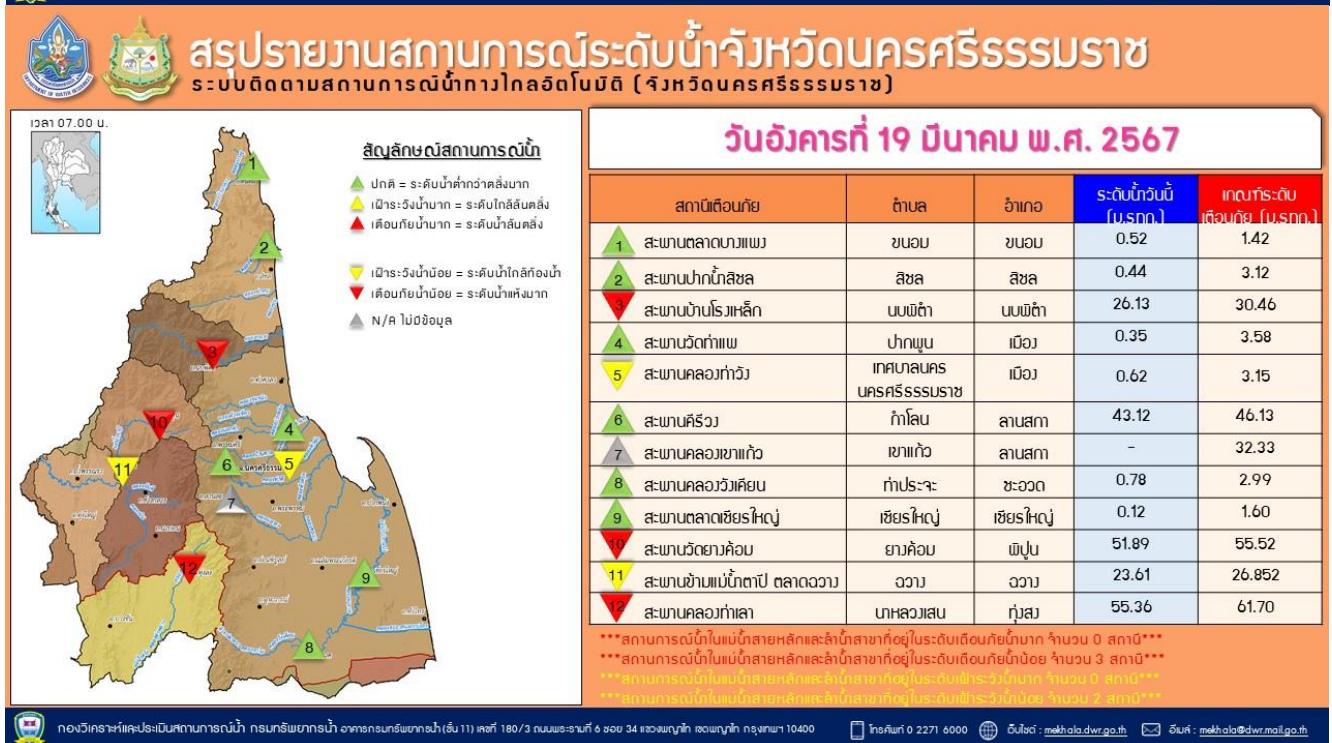 สรุปรายงานสถานการณ์ระดับน้ำจังหวัดนครศรีธรรมราช
ระบบติดตามสถานการณ์น้ำทางไกลอัตโนมัติ (จังหวัดนครศรีธรรมราช)
เวลา 07.00 น.
สัญลักษณ์สถานการณ์น้ำ
ปกติ = ระดับน้ำต่ำกว่าตลิ่งมาก
เฝ้าระวังน้ำมาก = ระดับใกล้ล้นตลิ่ง
เตือนภัยน้ำมาก = ระดับน้ำล้นตลิ่ง
เฝ้าระวังน้ำน้อย = ระดับน้ำใกล้ท้องน้ำ
เตือนภัยน้ำน้อย = ระดับน้ำแห้งมาก
N/A ไม่มีข้อมูล
1
2
3
10
4
11
6
5
7
12
9
8
วันอังคารที่ 19 มีนาคม พ.ศ. 2567
สถานีเตือนภัย ตำบล อำเภอ ระดับน้ำวันนี้ (ม.รทก.) เกณฑ์ระดับเตือนภัย (ม.รทก.)
1 สะพานตลาดบางแพง ขนอม ขนอม 0.52 1.42
2 สะพานปากน้ำสิชล สิชล สิชล 0.44 3.12
3 สะพานบ้านโรงเหล็ก นบพิตำ นบพิตำ 26.13 30.46
4 สะพานวัดท่าแพ ปากพูน เมือง 0.35 3.58
5 สะพานคลองท่าวัง เทศบาลนครนครศรีธรรมราช เมือง 0.62 3.15
6 สะพานคีรีวง กำโลน ลานสกา 43.12 46.13
7 สะพานคลองเขาแก้ว เขาแก้ว ลานสกา - 32.33
8 สะพานคลองวังเคียน ท่าประจะ ชะอวด 0.78 2.99
9 สะพานตลาดเชียรใหญ่ เชียรใหญ่ เชียรใหญ่ 0.12 1.60
10 สะพานวัดยางค้อม ยางค้อม พิปูน 51.89 55.52
11 สะพานข้ามแม่น้ำตาปี ตลาดฉวาง ฉวาง ฉวาง 23.61 26.852
12 สะพานคลองท่าเลา นาหลวงเสน ทุ่งสง 55.36 61.70
***สถานการณ์น้ำในแม่น้ำสายหลักและลำน้ำสาขาที่อยู่ในระดับเตือนภัยน้ำมาก จำนวน 0 สถานี***
***สถานการณ์น้ำในแม่น้ำสายหลักและลำน้ำสาขาที่อยู่ในระดับเตือนภัยน้ำน้อย จำนวน 3 สถานี***
***สถานการณ์น้ำในแม่น้ำสายหลักและลำน้ำสาขาที่อยู่ในระดับเฝ้าระวังน้ำมาก จำนวน 0 สถานี***
***สถานการณ์น้ำในแม่น้ำสายหลักและลำน้ำสาขาที่อยู่ในระดับเฝ้าระวังน้ำน้อย จำนวน 2 สถานี***
กองวิเคราะห์และประเมินสถานการณ์น้ำ กรมทรัพยากรน้ำ อาคารกรมทรัพยากรน้ำ (ชั้น 11) เลขที่ 180/3 ถนนพระรามที่ 6 ซอย 34 แขวงพญาไท เขตพญาไท กรุงเทพฯ 10400 โทรศัพท์ 0 2271 6000 เว็บไซต์ : mekhala.dwr.go.th อีเมล์ : mekhala@dwr.mail.go.th